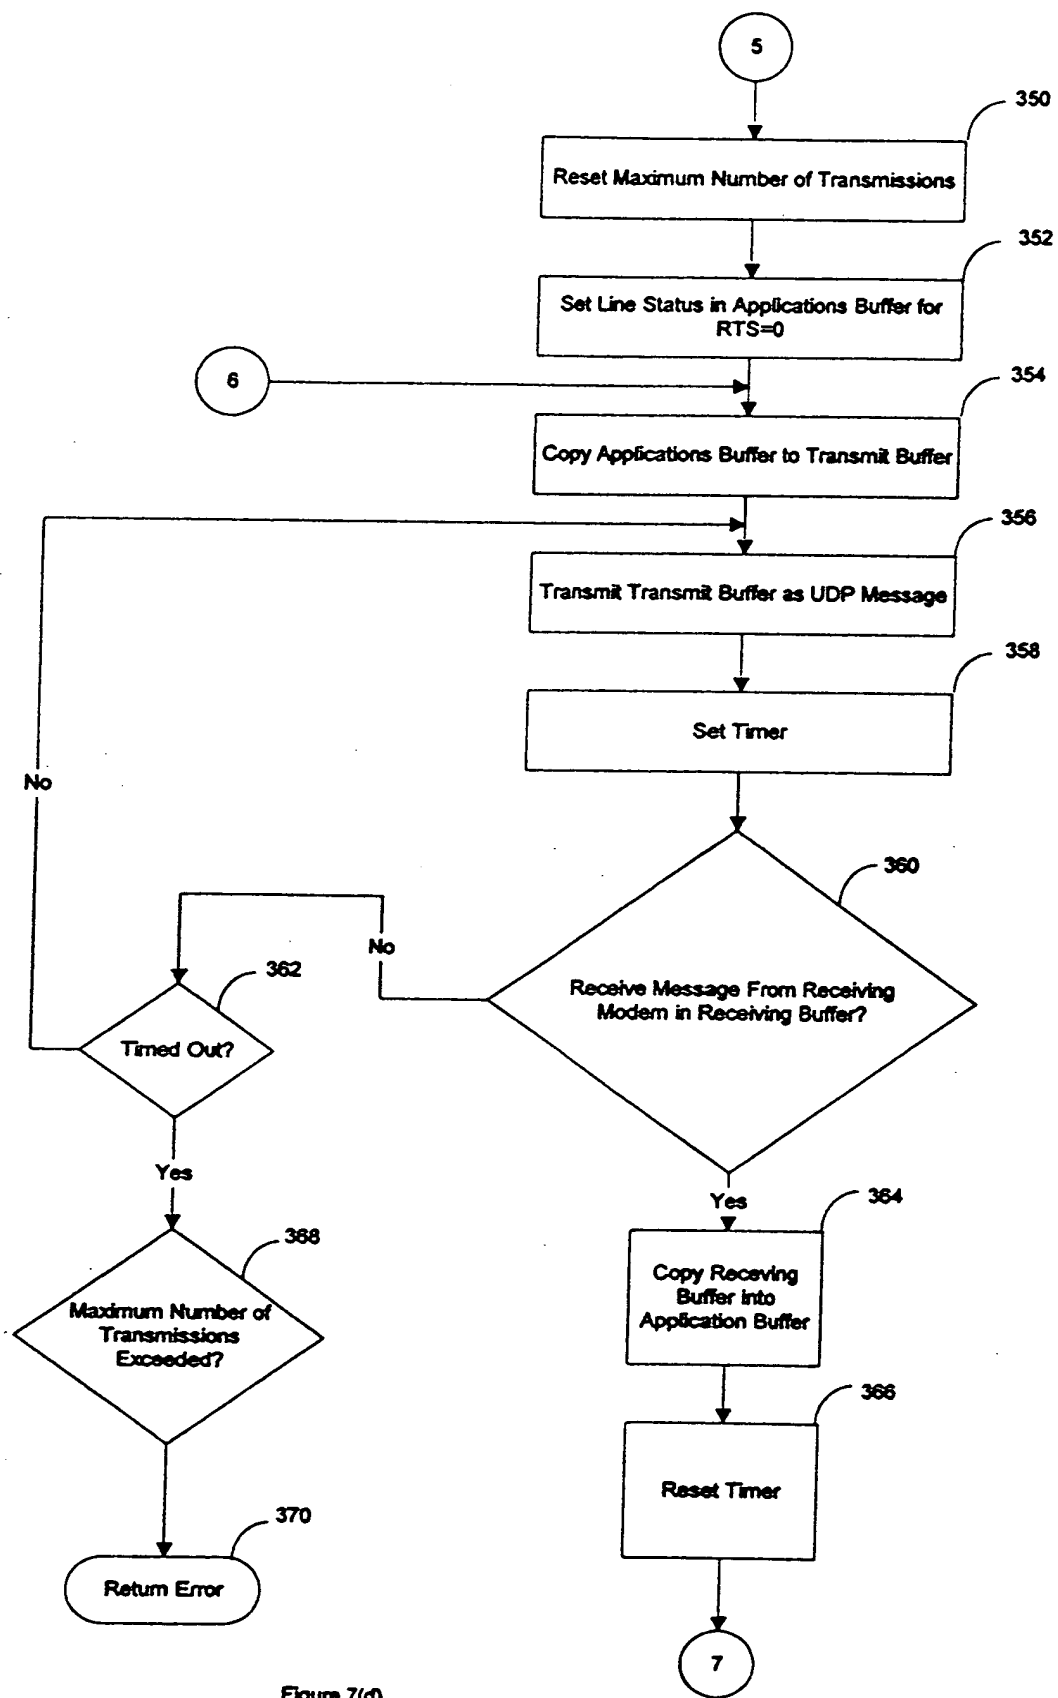 5
350
Reset Maximum Number of Transmissions
352
Set Line Status in Applications Buffer for
RTS=0
6
354
Copy Applications Buffer to Transmit Buffer
356
Transmit Transmit Buffer as UDP Message
358
Set Timer
No
360
Receive Message From Receiving
Modem in Receiving Buffer?
No
362
Timed Out?
Yes
Yes
364
Copy Receving
Buffer into
Application Buffer
368
Maximum Number of
Transmissions
Exceeded?
366
Reset Timer
370
Return Error
7
Figure 7(d)